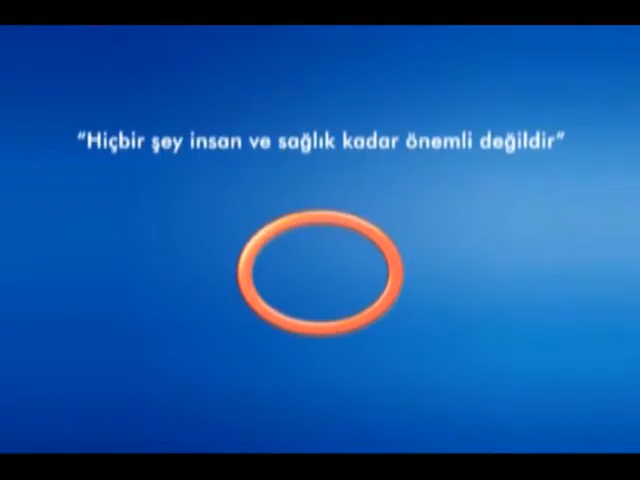 “Hiçbir şey insan ve sağlık kadar önemli değildir”